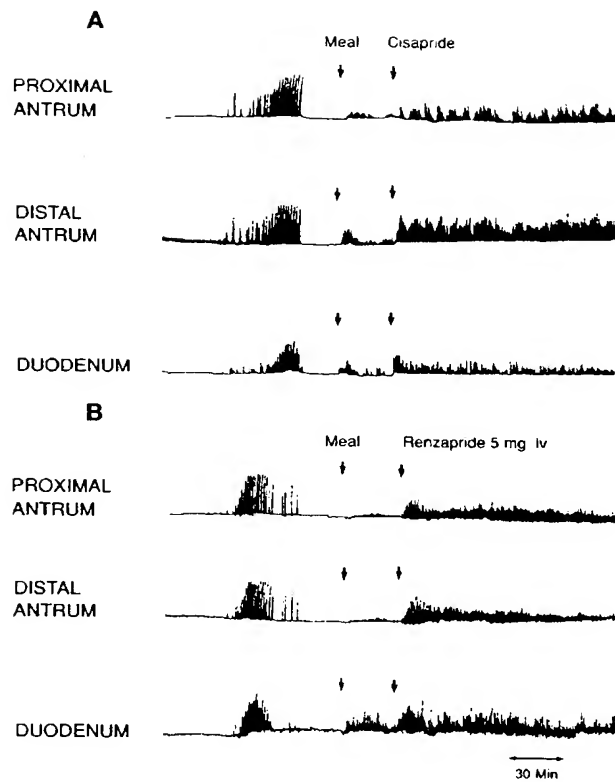 A
Meal Cisapride
PROXIMAL
ANTRUM
DISTAL
ANTRUM
DUODENUM
B
Meal Renzapride 5 mg Iv
PROXIMAL
ANTRUM
DISTAL
ANTRUM
DUODENUM
30 Min